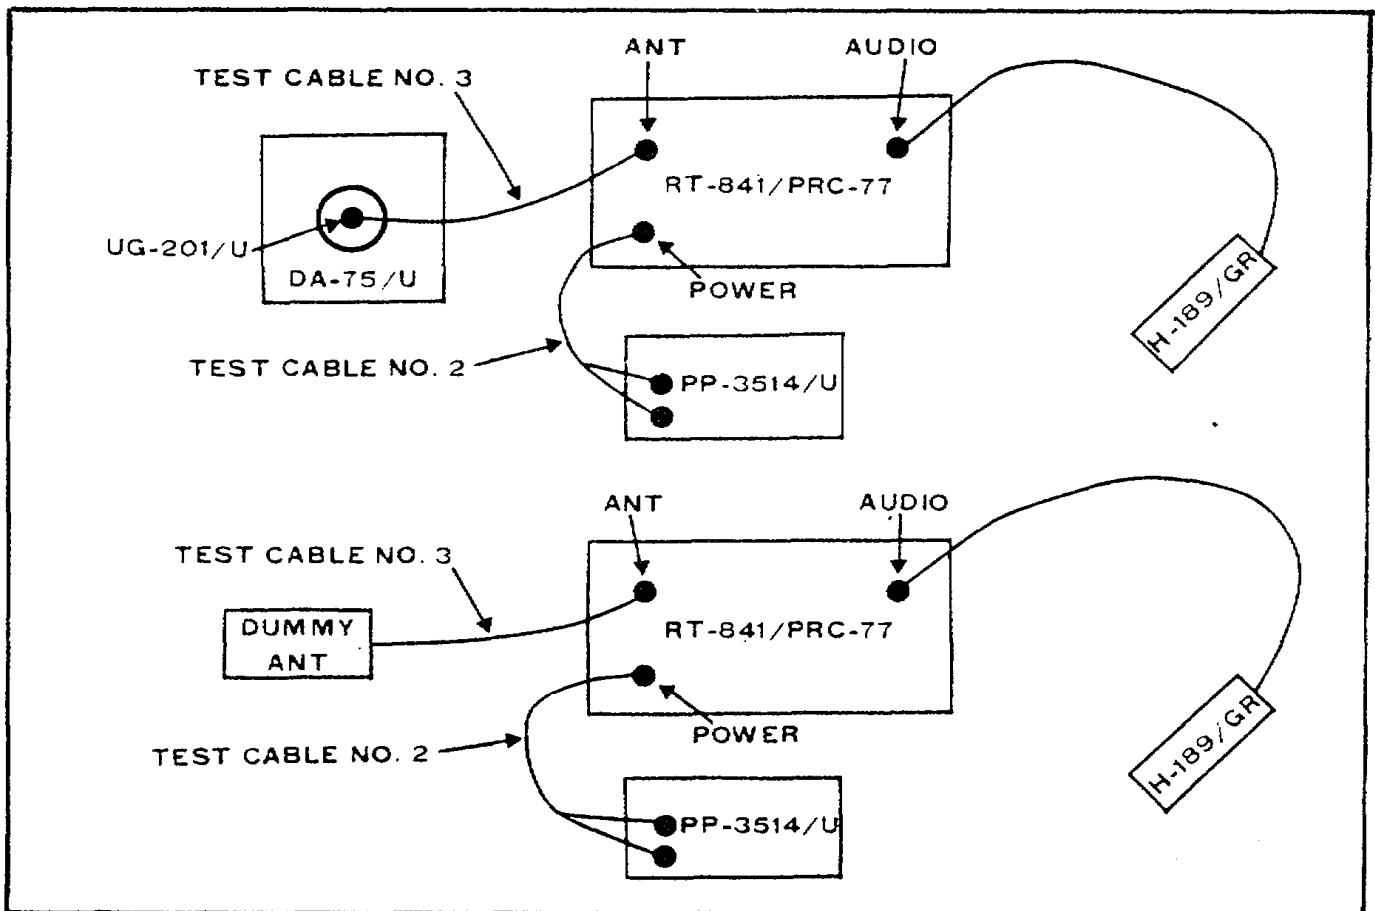 ANT
AUDIO
TEST CABLE NO. 3
RT-841/PRC-77
UG-201/U
DA-75/U
POWER
H-189/GR
TEST CABLE NO. 2
PP-3514/U
ANT
AUDIO
TEST CABLE NO. 3
DUMMY
ANT
RT-841/PRC-77
POWER
H-189/GR
TEST CABLE NO. 2
PP-3514/U